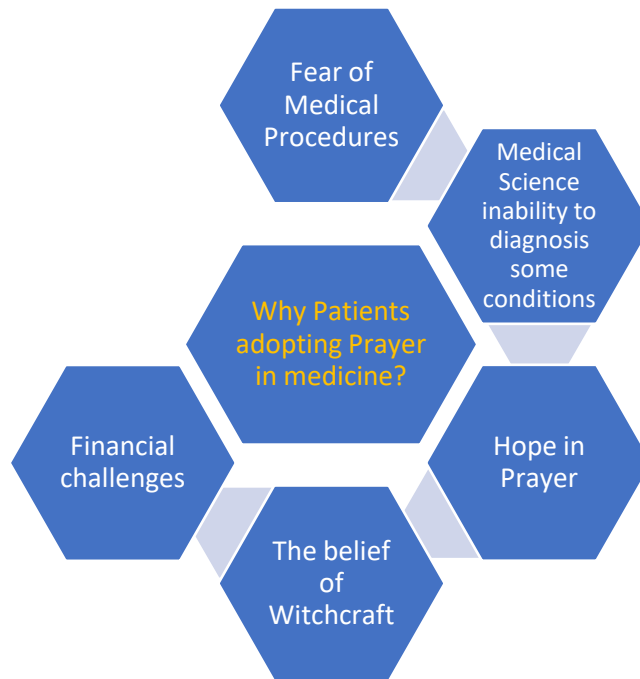 Fear of
Medical
Procedures
Medical
Science
inability to
diagnosis
some
conditions
Why Patients
adopting Prayer
in medicine?
Hope in
Prayer
Financial
challenges
The belief
of
Witchcraft